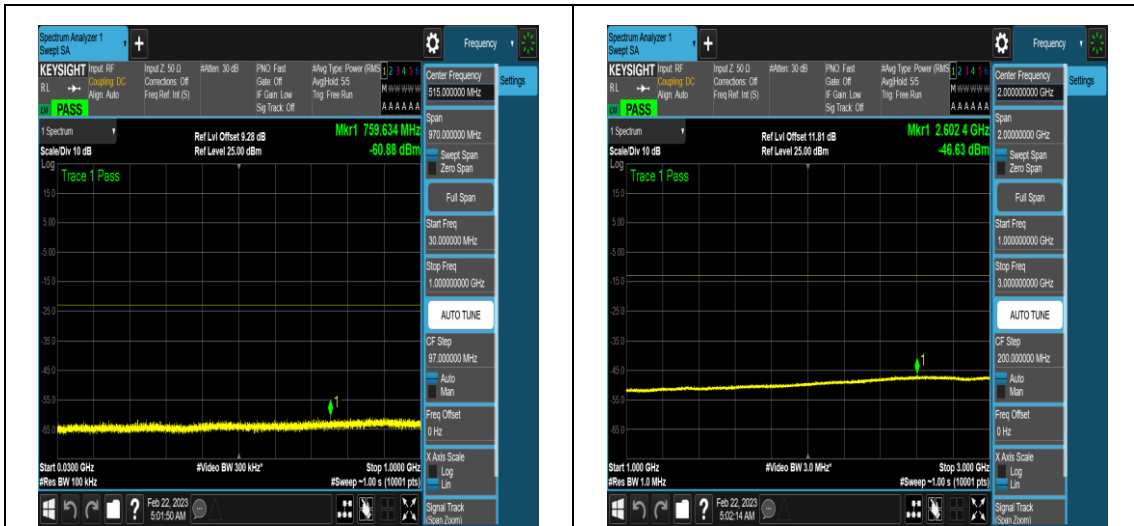 Spectrum Analyzer 1
Swept SA
+
Frequency
KEYSIGHT
RL
Input: RF
Coupling: DC
Align: Auto
Input Z: 50 Ω
Corrections: Off
Freq Ref: Int (S)
#Atten: 30 dB
PNO: Fast
Gate: Off
IF Gain: Low
Sig Track: Off
#Avg Type: Power (RMS
Avg|Hold: 5/5
Trig: Free Run
1 2 3 4 5 6
M W W W W W
A A A A A A
PASS
1 Spectrum
Scale/Div 10 dB
Ref Lvl Offset 9.28 dB
Ref Level 25.00 dBm
Mkr1 759.634 MHz
-60.88 dBm
Log
Trace 1 Pass
15.0
5.00
-5.00
-15.0
-25.0
-35.0
-45.0
-55.0
-65.0
1
Start 0.0300 GHz
#Res BW 100 kHz
#Video BW 300 kHz*
Stop 1.0000 GHz
#Sweep ~1.00 s (10001 pts)
Center Frequency
515.000000 MHz
Settings
Span
970.000000 MHz
Swept Span
Zero Span
Full Span
Start Freq
30.000000 MHz
Stop Freq
1.000000000 GHz
AUTO TUNE
CF Step
97.000000 MHz
Auto
Man
Freq Offset
0 Hz
X Axis Scale
Log
Lin
Signal Track
(Span Zoom)
?
Feb 22, 2023
5:01:50 AM
Spectrum Analyzer 1
Swept SA
+
Frequency
KEYSIGHT
RL
Input: RF
Coupling: DC
Align: Auto
Input Z: 50 Ω
Corrections: Off
Freq Ref: Int (S)
#Atten: 30 dB
PNO: Fast
Gate: Off
IF Gain: Low
Sig Track: Off
#Avg Type: Power (RMS
Avg|Hold: 5/5
Trig: Free Run
1 2 3 4 5 6
M W W W W W
A A A A A A
PASS
1 Spectrum
Scale/Div 10 dB
Ref Lvl Offset 11.81 dB
Ref Level 25.00 dBm
Mkr1 2.602 4 GHz
-46.63 dBm
Log
Trace 1 Pass
15.0
5.00
-5.00
-15.0
-25.0
-35.0
-45.0
-55.0
-65.0
1
Start 1.000 GHz
#Res BW 1.0 MHz
#Video BW 3.0 MHz*
Stop 3.000 GHz
#Sweep ~1.00 s (10001 pts)
Center Frequency
2.000000000 GHz
Settings
Span
2.00000000 GHz
Swept Span
Zero Span
Full Span
Start Freq
1.000000000 GHz
Stop Freq
3.000000000 GHz
AUTO TUNE
CF Step
200.000000 MHz
Auto
Man
Freq Offset
0 Hz
X Axis Scale
Log
Lin
Signal Track
(Span Zoom)
?
Feb 22, 2023
5:02:14 AM